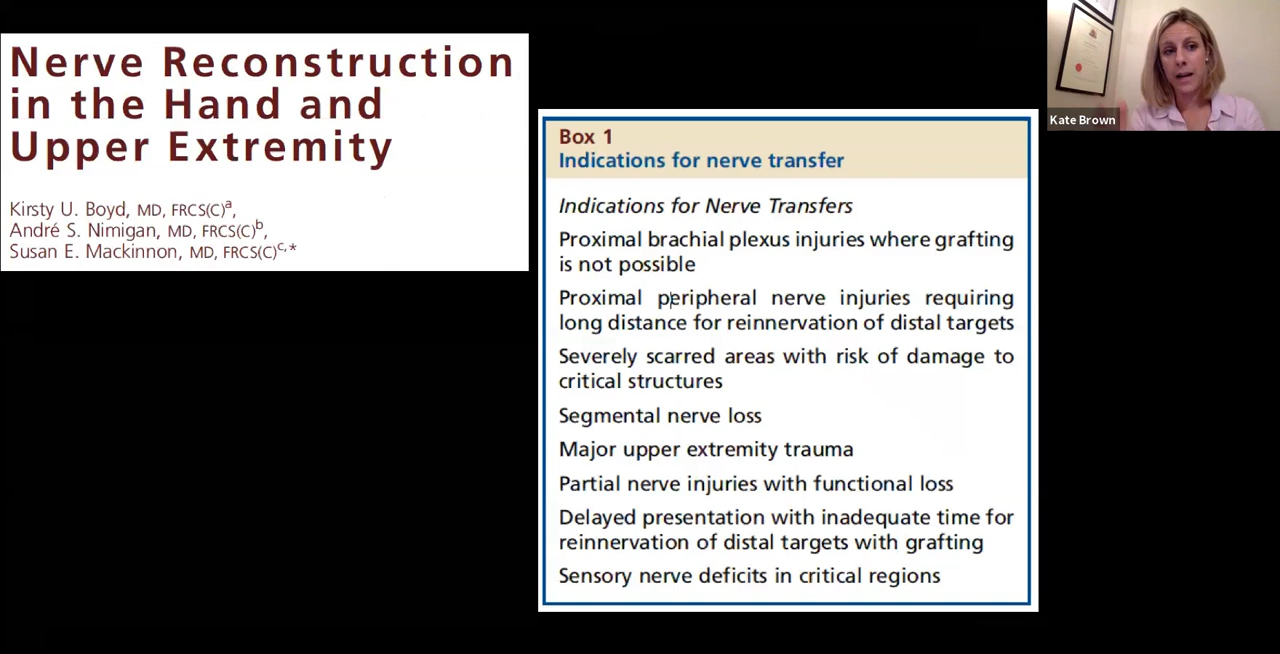 Nerve Reconstruction
in the Hand and
Upper Extremity
Kirsty U. Boyd, MD, FRCS(C)a,
André S. Nimigan, MD, FRCS(C)b,
Susan E. Mackinnon, MD, FRCS(C)c,*
Box 1
Indications for nerve transfer
Indications for Nerve Transfers
Proximal brachial plexus injuries where grafting
is not possible
Proximal peripheral nerve injuries requiring
long distance for reinnervation of distal targets
Severely scarred areas with risk of damage to
critical structures
Segmental nerve loss
Major upper extremity trauma
Partial nerve injuries with functional loss
Delayed presentation with inadequate time for
reinnervation of distal targets with grafting
Sensory nerve deficits in critical regions
Kate Brown